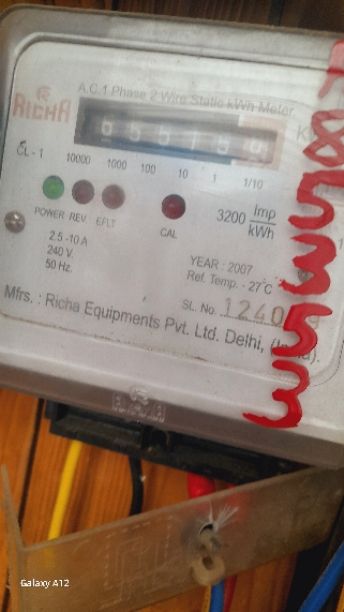 RICHA
A.C.1 Phase 2 Wire Static kWh Meter
CL-1
10000 1000 100 10 1 1/10
POWER REV. EFLT
CAL
3200 Imp
kWh
2.5-10 A
240 V.
50 Hz.
YEAR : 2007
Ref. Temp. - 27°C
SL. No. 1240
Mfrs. : Richa Equipments Pvt. Ltd. Delhi,
Galaxy A12